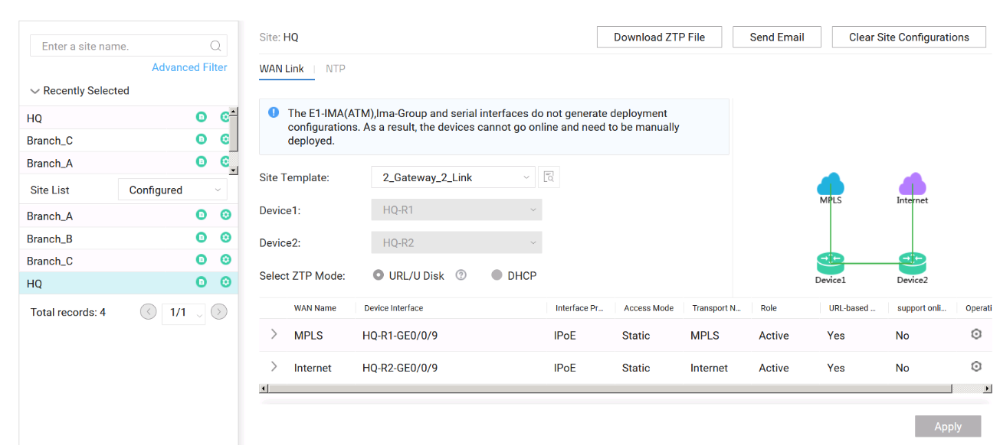 Enter a site name.
Advanced Filter
Recently Selected
HQ
Branch_C
Branch_A
Site List Configured
Branch_A
Branch_B
Branch_C
HQ
Total records: 4 1/1
Site: HQ
Download ZTP File Send Email Clear Site Configurations
WAN Link NTP
The E1-IMA(ATM),Ima-Group and serial interfaces do not generate deployment
configurations. As a result, the devices cannot go online and need to be manually
deployed.
Site Template: 2_Gateway_2_Link
Device1: HQ-R1
Device2: HQ-R2
Select ZTP Mode: URL/U Disk ? DHCP
MPLS Internet
Device1 Device2
WAN Name Device Interface Interface Pr... Access Mode Transport N... Role URL-based ... support onli... Operati
MPLS HQ-R1-GE0/0/9 IPoE Static MPLS Active Yes No
Internet HQ-R2-GE0/0/9 IPoE Static Internet Active Yes No
Apply